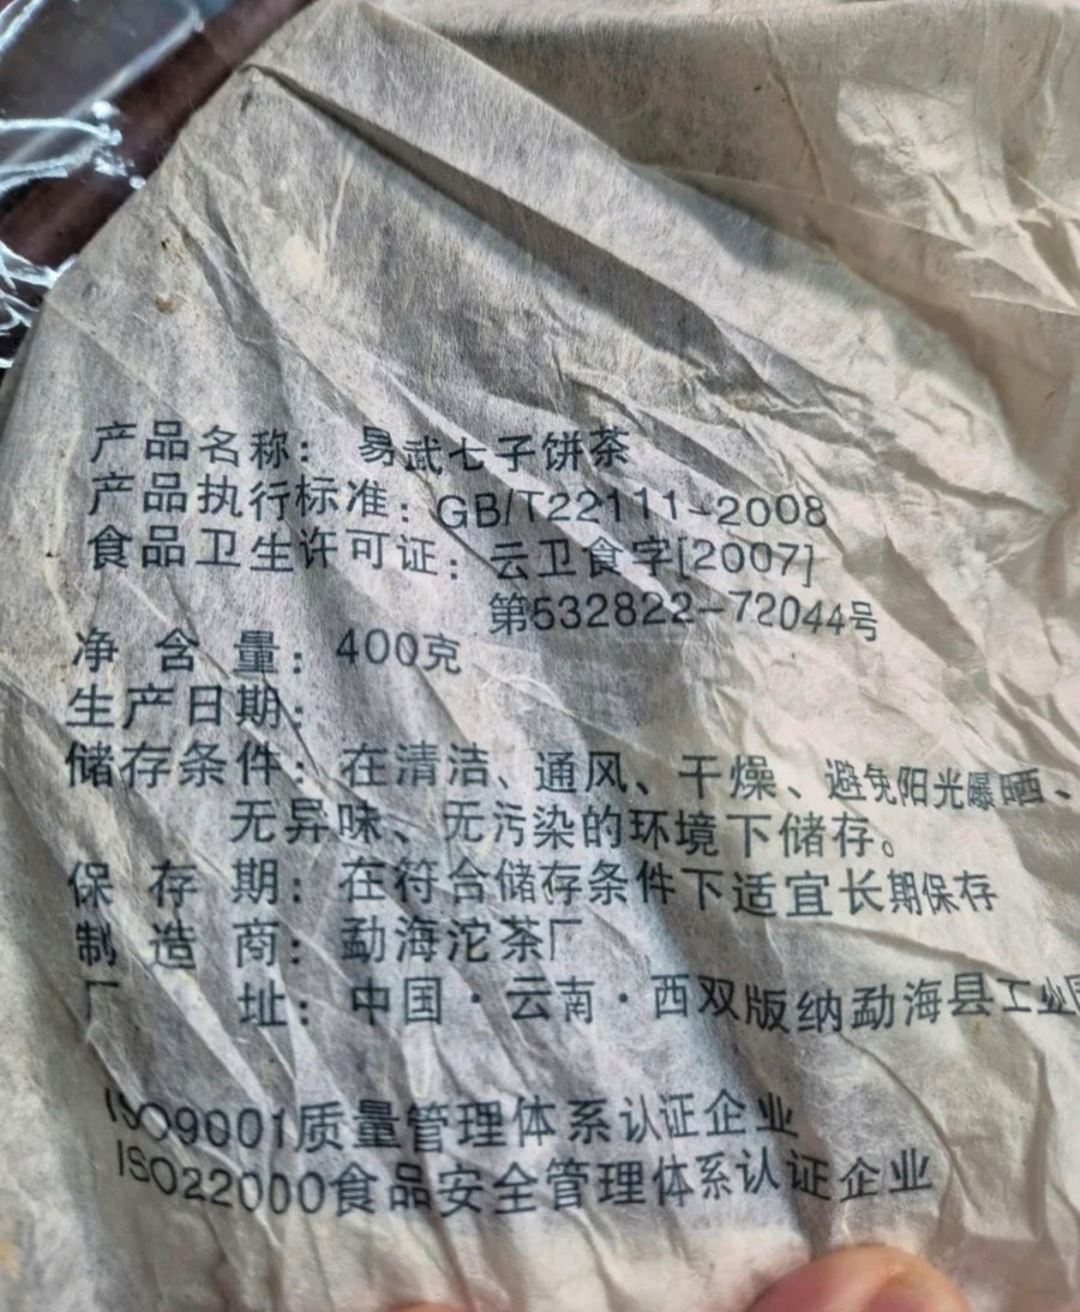 产品名称：易武七子饼茶
产品执行标准：GB/T22111-2008
食品卫生许可证：云卫食字[2007]
第532822-72044号
净含量：400克
生产日期：
储存条件：在清洁、通风、干燥、避免阳光曝晒、
无异味、无污染的环境下储存。
保存期：在符合储存条件下适宜长期保存
制造商：勐海沱茶厂
厂址：中国·云南·西双版纳勐海县工业
ISO9001质量管理体系认证企业
ISO22000食品安全管理体系认证企业